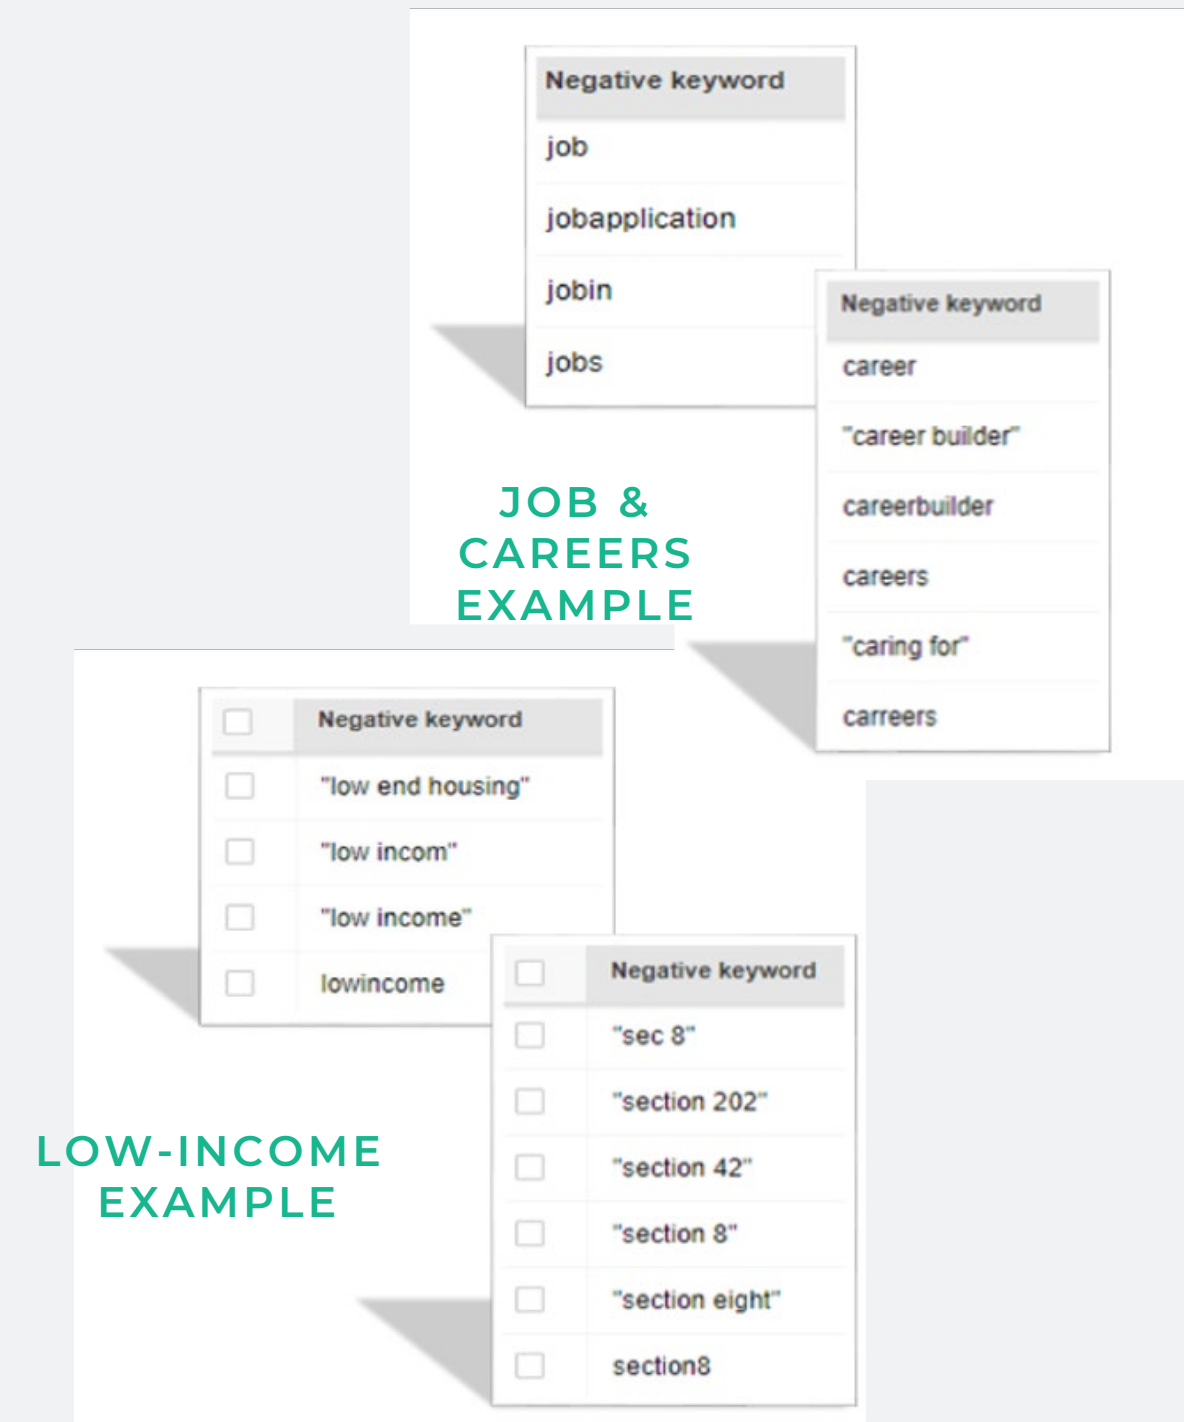 Negative keyword
job
jobapplication
jobin
jobs
Negative keyword
career
"career builder"
careerbuilder
careers
"caring for"
carreers
JOB &
CAREERS
EXAMPLE
Negative keyword
"low end housing"
"low incom"
"low income"
lowincome
Negative keyword
"sec 8"
"section 202"
"section 42"
"section 8"
"section eight"
section8
LOW-INCOME
EXAMPLE